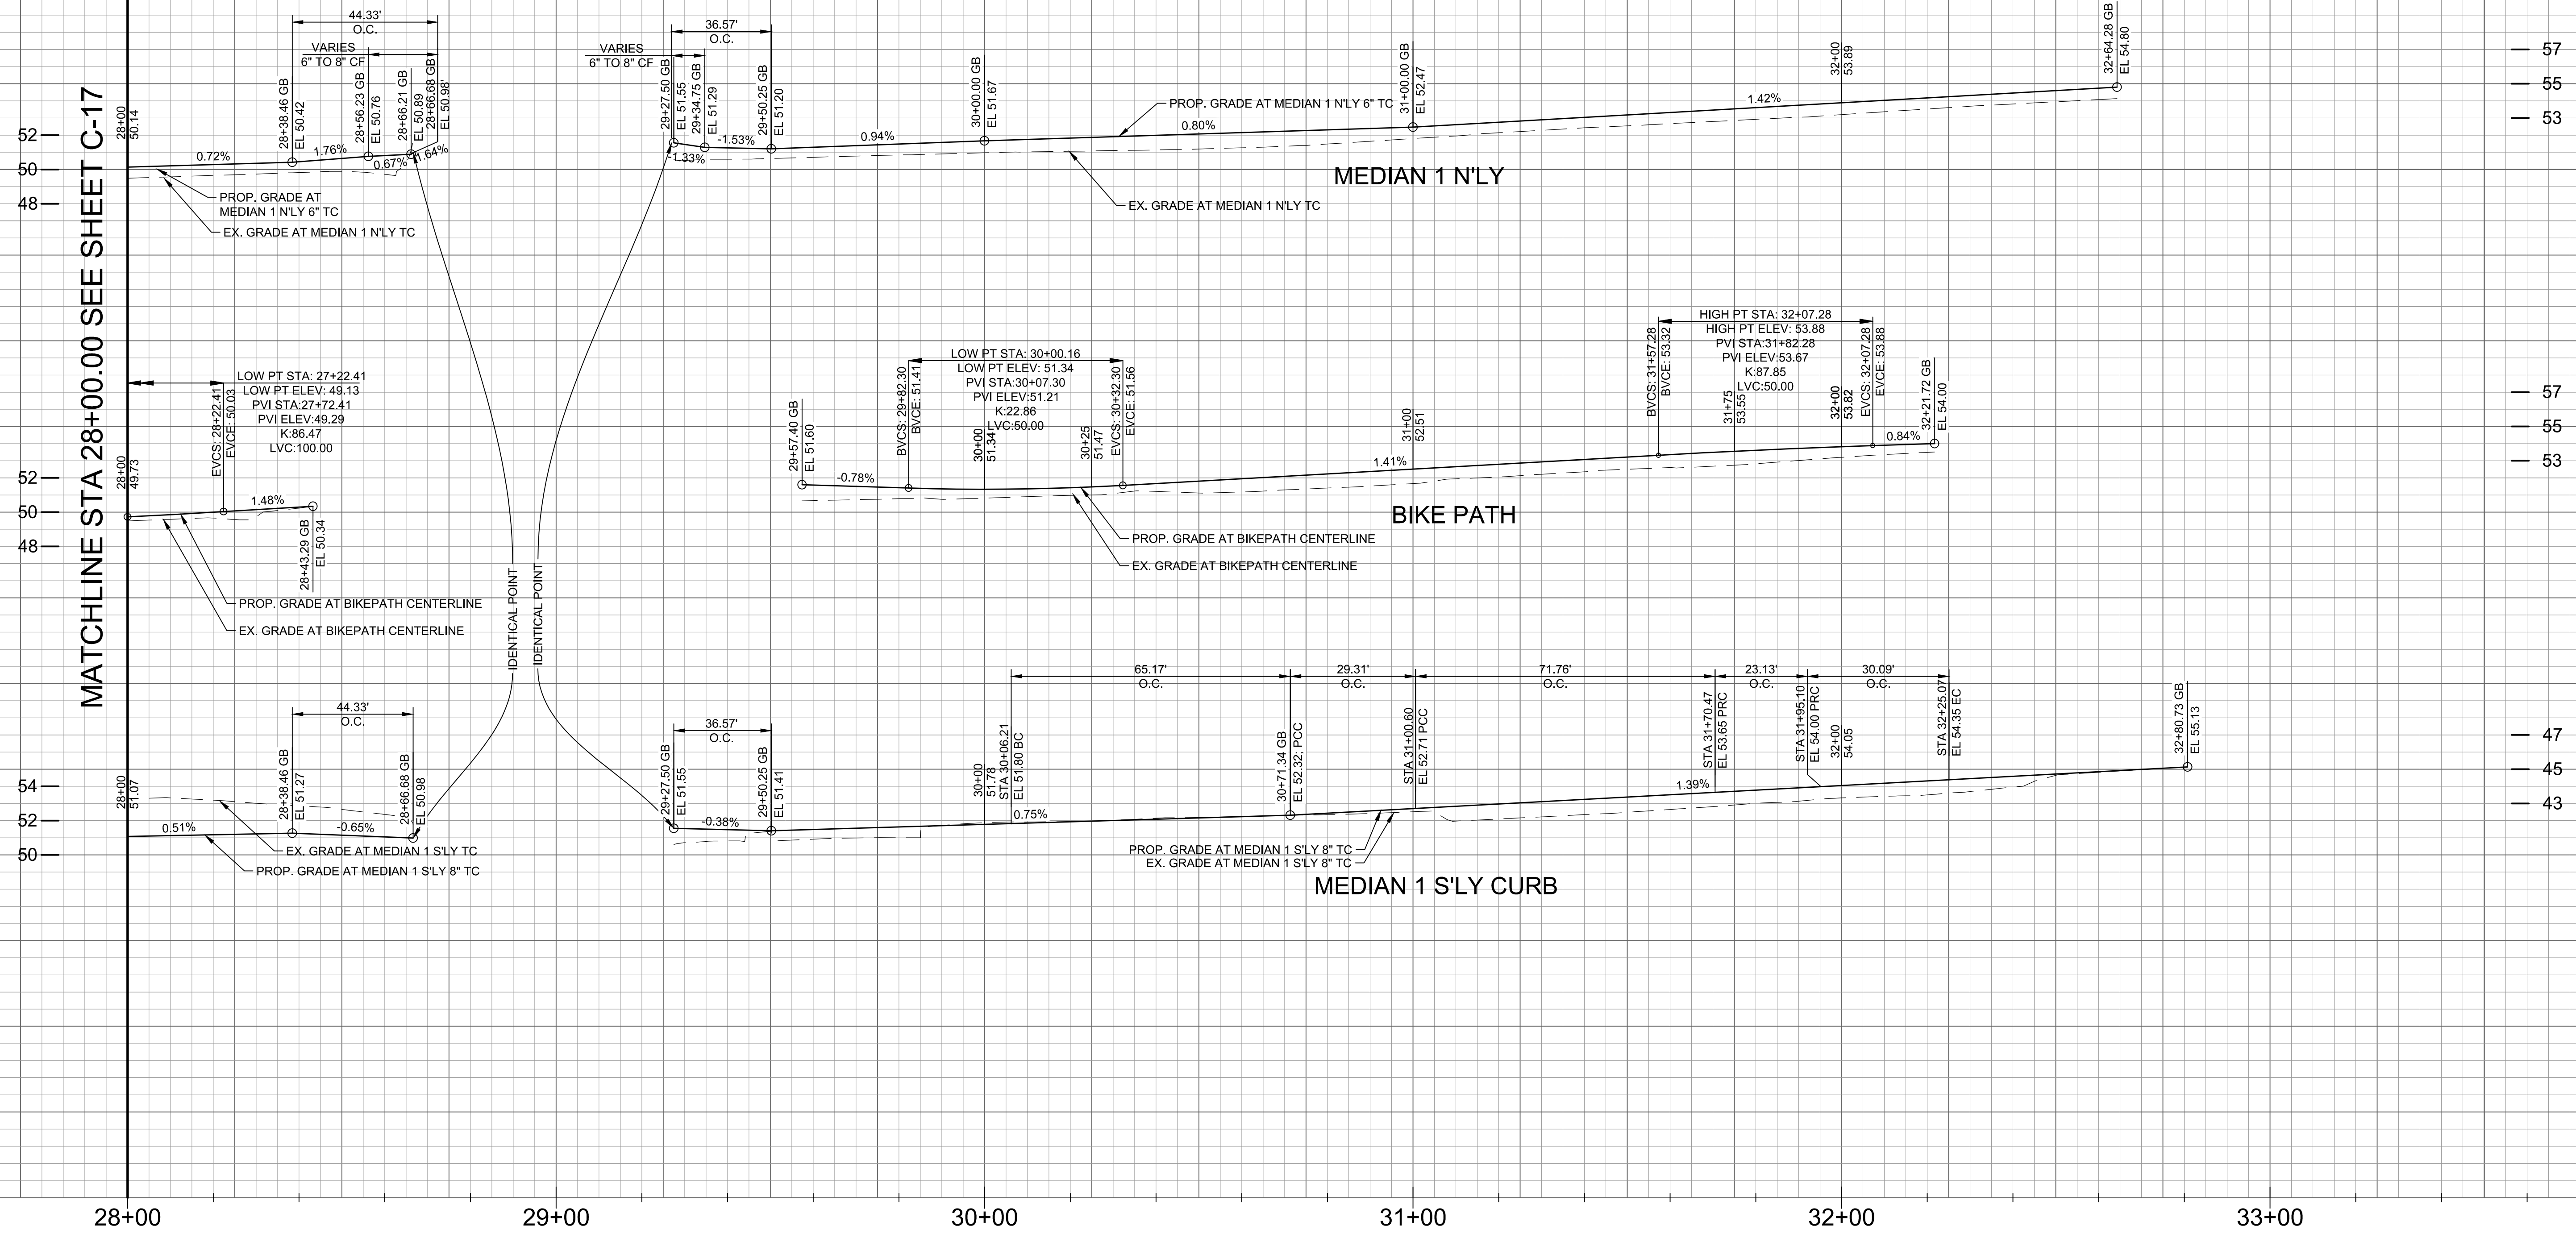 MATCHLINE STA 28+00.00 SEE SHEET C-17
44.33'
O.C.
VARIES
6" TO 8" CF
28+00
50.14
28+38.46 GB
EL 50.42
28+56.23 GB
EL 50.76
28+66.21 GB
EL 50.89
28+66.68 GB
EL 50.98'
0.72%
1.76%
0.67%
1.64%
PROP. GRADE AT
MEDIAN 1 N'LY 6" TC
EX. GRADE AT MEDIAN 1 N'LY TC
52
50
48
36.57'
O.C.
VARIES
6" TO 8" CF
29+27.50 GB
EL 51.55
29+34.75 GB
EL 51.29
29+50.25 GB
EL 51.20
-1.33%
-1.53%
0.94%
30+00.00 GB
EL 51.67
PROP. GRADE AT MEDIAN 1 N'LY 6" TC
0.80%
31+00.00 GB
EL 52.47
1.42%
32+00
53.89
32+64.28 GB
EL 54.80
EX. GRADE AT MEDIAN 1 N'LY TC
MEDIAN 1 N'LY
57
55
53
LOW PT STA: 27+22.41
LOW PT ELEV: 49.13
PVI STA:27+72.41
PVI ELEV:49.29
K:86.47
LVC:100.00
28+00
49.73
EVCS: 28+22.41
EVCE: 50.03
1.48%
28+43.29 GB
EL 50.34
52
50
48
PROP. GRADE AT BIKEPATH CENTERLINE
EX. GRADE AT BIKEPATH CENTERLINE
IDENTICAL POINT
IDENTICAL POINT
29+57.40 GB
EL 51.60
-0.78%
BVCS: 29+82.30
BVCE: 51.41
LOW PT STA: 30+00.16
LOW PT ELEV: 51.34
PVI STA:30+07.30
PVI ELEV:51.21
K:22.86
LVC:50.00
30+00
51.34
30+25
51.47
EVCS: 30+32.30
EVCE: 51.56
31+00
52.51
1.41%
BVCS: 31+57.28
BVCE: 53.32
HIGH PT STA: 32+07.28
HIGH PT ELEV: 53.88
PVI STA:31+82.28
PVI ELEV:53.67
K:87.85
LVC:50.00
31+75
53.55
32+00
53.82
EVCS: 32+07.28
EVCE: 53.88
0.84%
32+21.72 GB
EL 54.00
PROP. GRADE AT BIKEPATH CENTERLINE
EX. GRADE AT BIKEPATH CENTERLINE
BIKE PATH
57
55
53
44.33'
O.C.
28+00
51.07
28+38.46 GB
EL 51.27
28+66.68 GB
EL 50.98
0.51%
-0.65%
EX. GRADE AT MEDIAN 1 S'LY TC
PROP. GRADE AT MEDIAN 1 S'LY 8" TC
54
52
50
36.57'
O.C.
29+27.50 GB
EL 51.55
29+50.25 GB
EL 51.41
-0.38%
30+00
51.78
STA 30+06.21
EL 51.80 BC
0.75%
65.17'
O.C.
30+71.34 GB
EL 52.32; PCC
29.31'
O.C.
STA 31+00.60
EL 52.71 PCC
71.76'
O.C.
1.39%
STA 31+70.47
EL 53.65 PRC
23.13'
O.C.
STA 31+95.10
EL 54.00 PRC
30.09'
O.C.
32+00
54.05
STA 32+25.07
EL 54.35 EC
32+80.73 GB
EL 55.13
PROP. GRADE AT MEDIAN 1 S'LY 8" TC
EX. GRADE AT MEDIAN 1 S'LY 8" TC
MEDIAN 1 S'LY CURB
47
45
43
28+00
29+00
30+00
31+00
32+00
33+00